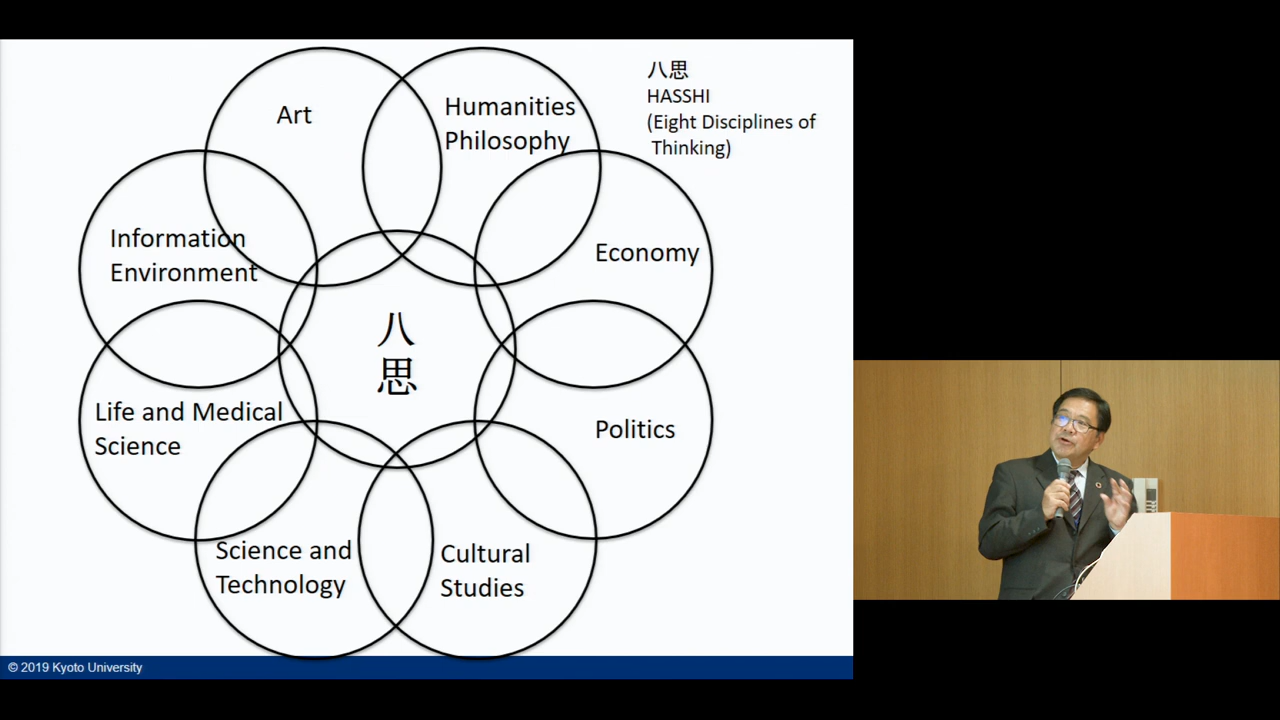 Art
Humanities
Philosophy
八思
HASSHI
(Eight Disciplines of
Thinking)
Information
Environment
Economy
八
思
Life and Medical
Science
Politics
Science and
Technology
Cultural
Studies
© 2019 Kyoto University